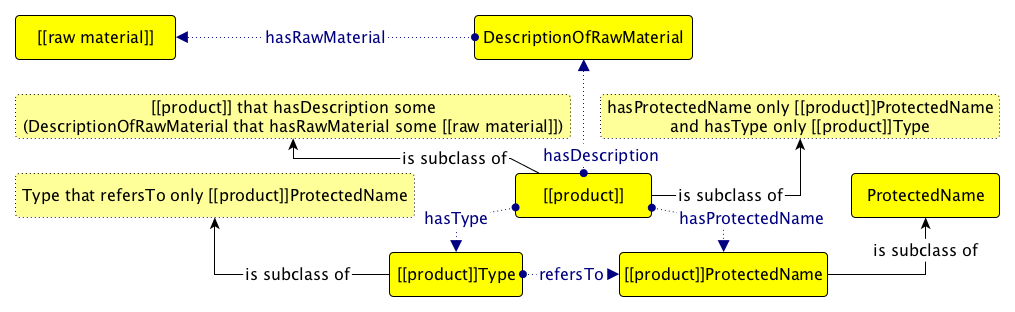 [[raw material]]
hasRawMaterial
DescriptionOfRawMaterial
[[product]] that hasDescription some
(DescriptionOfRawMaterial that hasRawMaterial some [[raw material]])
hasProtectedName only [[product]]ProtectedName
and hasType only [[product]]Type
is subclass of
hasDescription
Type that refersTo only [[product]]ProtectedName
[[product]]
is subclass of
ProtectedName
hasType
hasProtectedName
is subclass of
is subclass of
[[product]]Type
refersTo
[[product]]ProtectedName